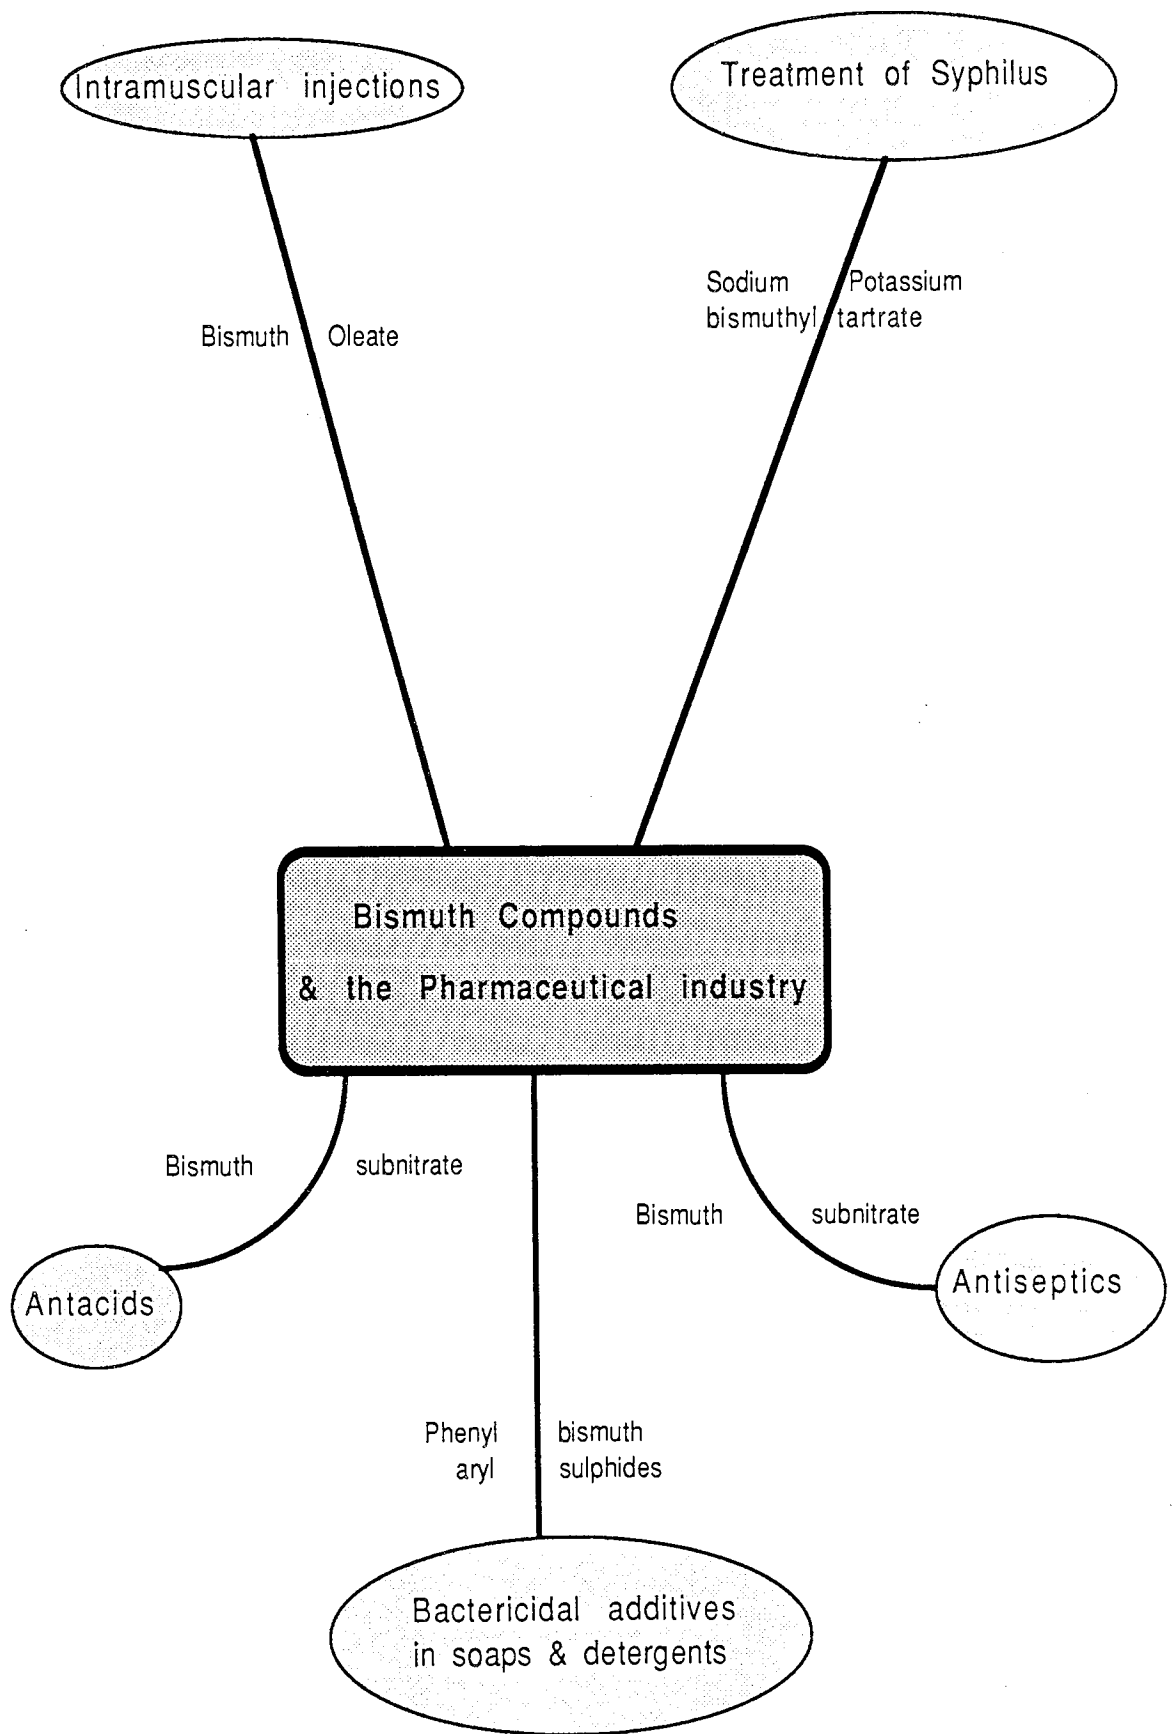 Intramuscular injections
Treatment of Syphilus
Sodium Potassium
bismuthyl tartrate
Bismuth Oleate
Bismuth Compounds
& the Pharmaceutical industry
Bismuth subnitrate
Bismuth subnitrate
Antiseptics
Antacids
Phenyl bismuth
aryl sulphides
Bactericidal additives
in soaps & detergents